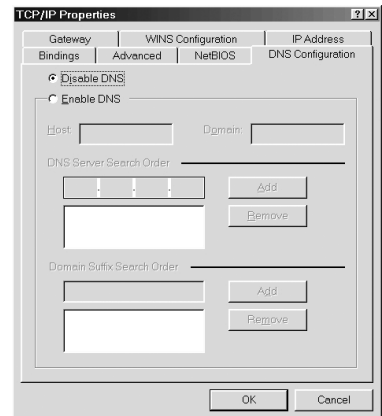 TCP/IP Properties
Gateway WINS Configuration IP Address
Bindings Advanced NetBIOS DNS Configuration
Disable DNS
Enable DNS
Host: Domain:
DNS Server Search Order
Add
Remove
Domain Suffix Search Order
Add
Remove
OK Cancel